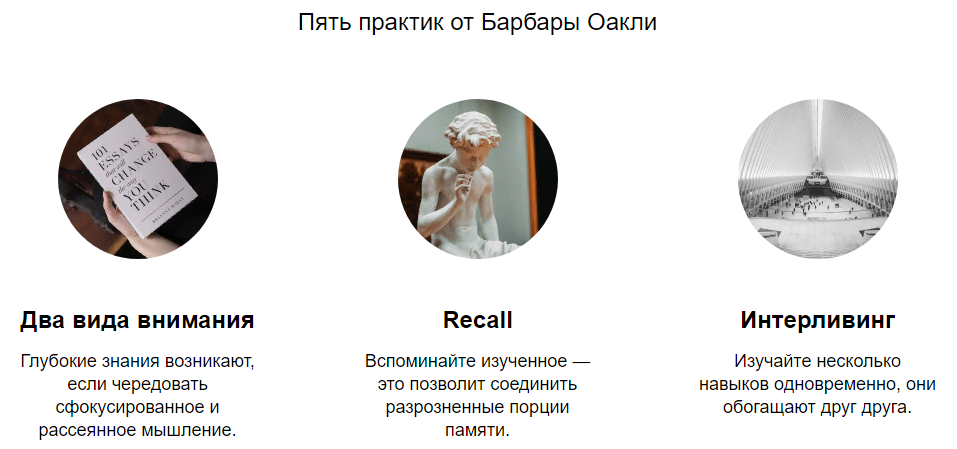 Пять практик от Барбары Оакли
101
ESSAYS
that will
CHANGE
the way
YOU
THINK
BRIANNA WIEST
Два вида внимания
Глубокие знания возникают,
если чередовать
сфокусированное и
рассеянное мышление.
Recall
Вспоминайте изученное —
это позволит соединить
разрозненные порции
памяти.
Интерливинг
Изучайте несколько
навыков одновременно, они
обогащают друг друга.